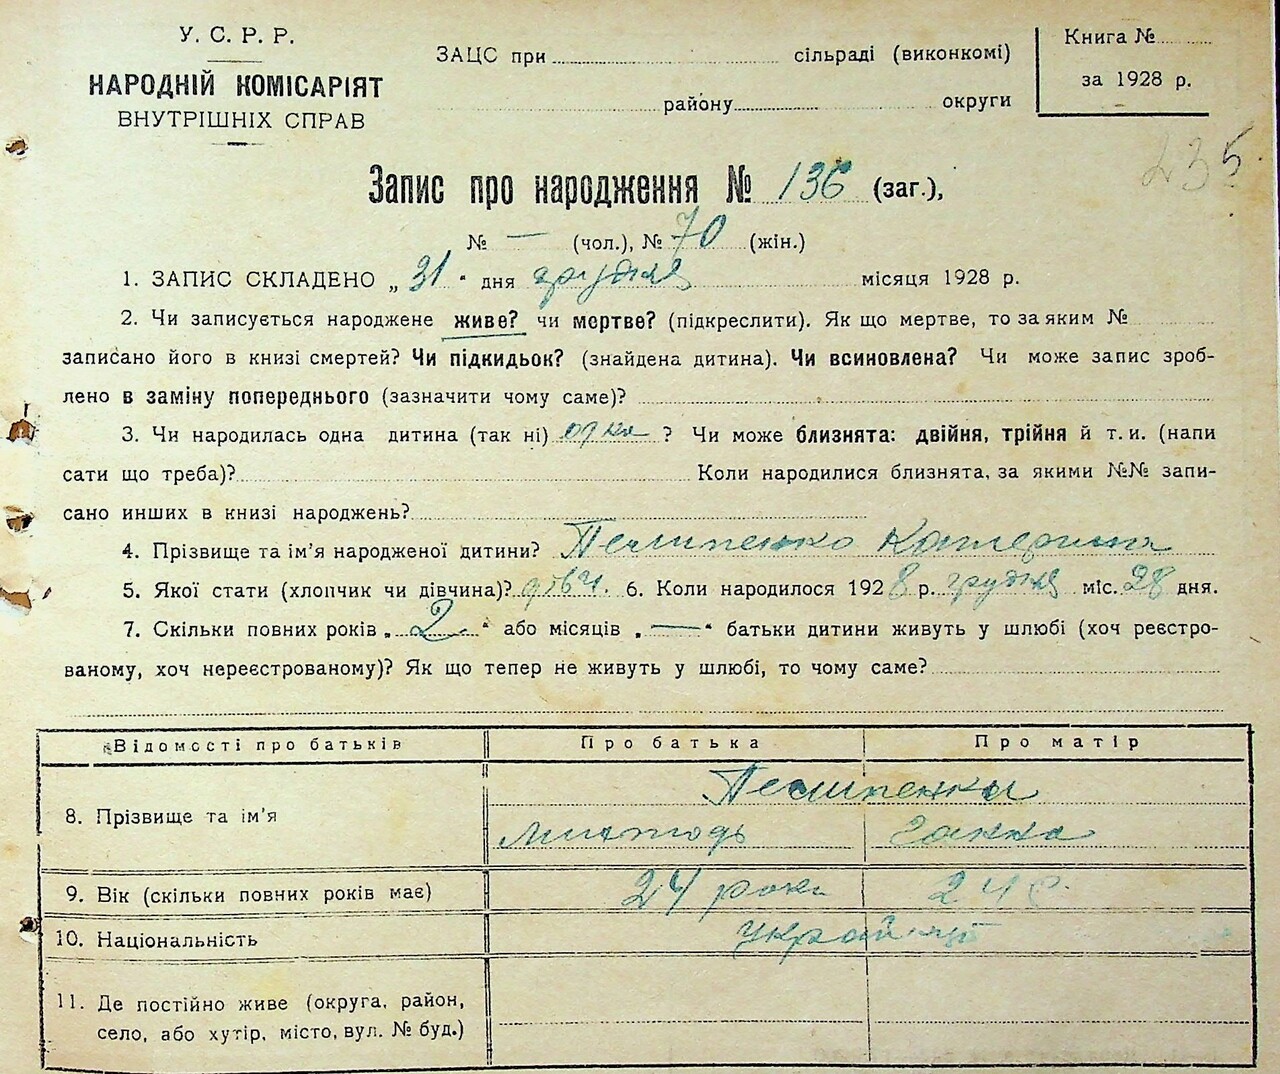 У. С. Р. Р.
НАРОДНІЙ КОМІСАРІЯТ
ВНУТРІШНІХ СПРАВ
ЗАЦС при сільраді (виконкомі)
району округи
Книга №
за 1928 р.
235
Запис про народження № 136 (заг.),
№ — (чол.), № 70 (жін.)
1. ЗАПИС СКЛАДЕНО „ 31 " дня грудня місяця 1928 р.
2. Чи записується народжене живе? чи мертве? (підкреслити). Як що мертве, то за яким №
записано його в книзі смертей? Чи підкидьок? (знайдена дитина). Чи всиновлена? Чи може запис зроб-
лено в заміну попереднього (зазначити чому саме)?
3. Чи народилась одна дитина (так ні) одна ? Чи може близнята: двійня, трійня й т. и. (напи
сати що треба)? Коли народилися близнята, за якими №№ запи-
сано инших в книзі народжень?
4. Прізвище та ім'я народженої дитини? Пелипенко Катерина
5. Якої стати (хлопчик чи дівчина)? дівч. 6. Коли народилося 1928 р. грудня міс. 28 дня.
7. Скільки повних років „ 2 " або місяців „ — " батьки дитини живуть у шлюбі (хоч реєстро-
ваному, хоч нереєстрованому)? Як що тепер не живуть у шлюбі, то чому саме?
Відомості про батьків Про батька Про матір
8. Прізвище та ім'я Пелипенки
Ганна
9. Вік (скільки повних років має) 24 роки 24 р.
10. Національність українці
11. Де постійно живе (округа, район,
село, або хутір, місто, вул. № буд.)